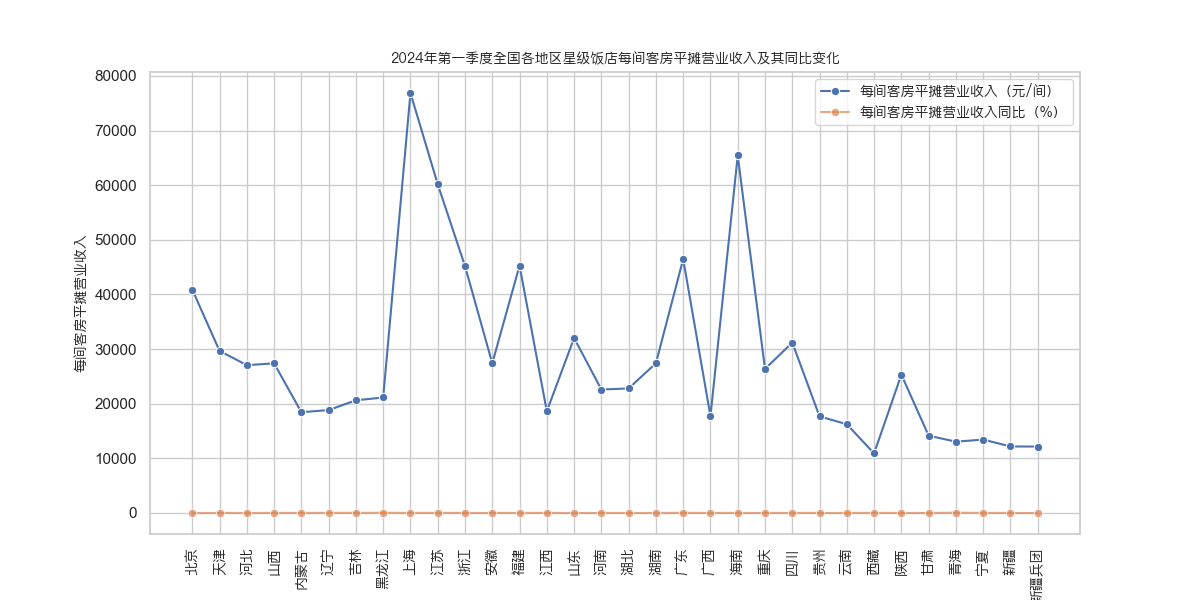 2024年第一季度全国各地区星级饭店每间客房平摊营业收入及其同比变化
每间客房平摊营业收入（元/间）
每间客房平摊营业收入同比（%）
每间客房平摊营业收入
80000
70000
60000
50000
40000
30000
20000
10000
0
北京
天津
河北
山西
内蒙古
辽宁
吉林
黑龙江
上海
江苏
浙江
安徽
福建
江西
山东
河南
湖北
湖南
广东
广西
海南
重庆
四川
贵州
云南
西藏
陕西
甘肃
青海
宁夏
新疆
新疆兵团